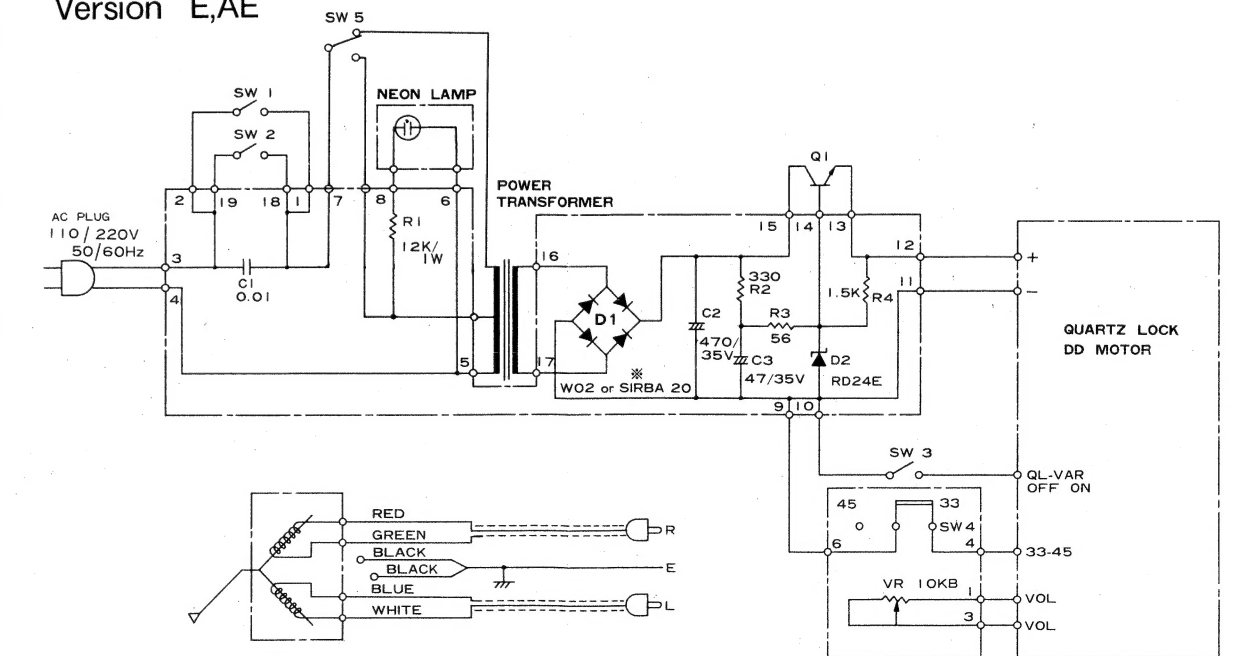 Version E,AE
SW 5
SW 1
SW 2
NEON LAMP
Q1
POWER
TRANSFORMER
2 19 18 1 7 8 6
15 14 13
AC PLUG
110/220V
50/60Hz
3
4
C1
0.01
R1
12K/
1W
5
16
17
D1
※
W02 or SIRBA 20
C2
470/
35V
330
R2
R3
56
C3
47/35V
1.5K R4
D2
RD24E
12
11
9 10
+
−
QUARTZ LOCK
DD MOTOR
SW 3
QL-VAR
OFF ON
45 33
SW4
6 4
33-45
VR 10KB
1
VOL
3
VOL
RED
GREEN
BLACK
BLACK
BLUE
WHITE
R
E
L